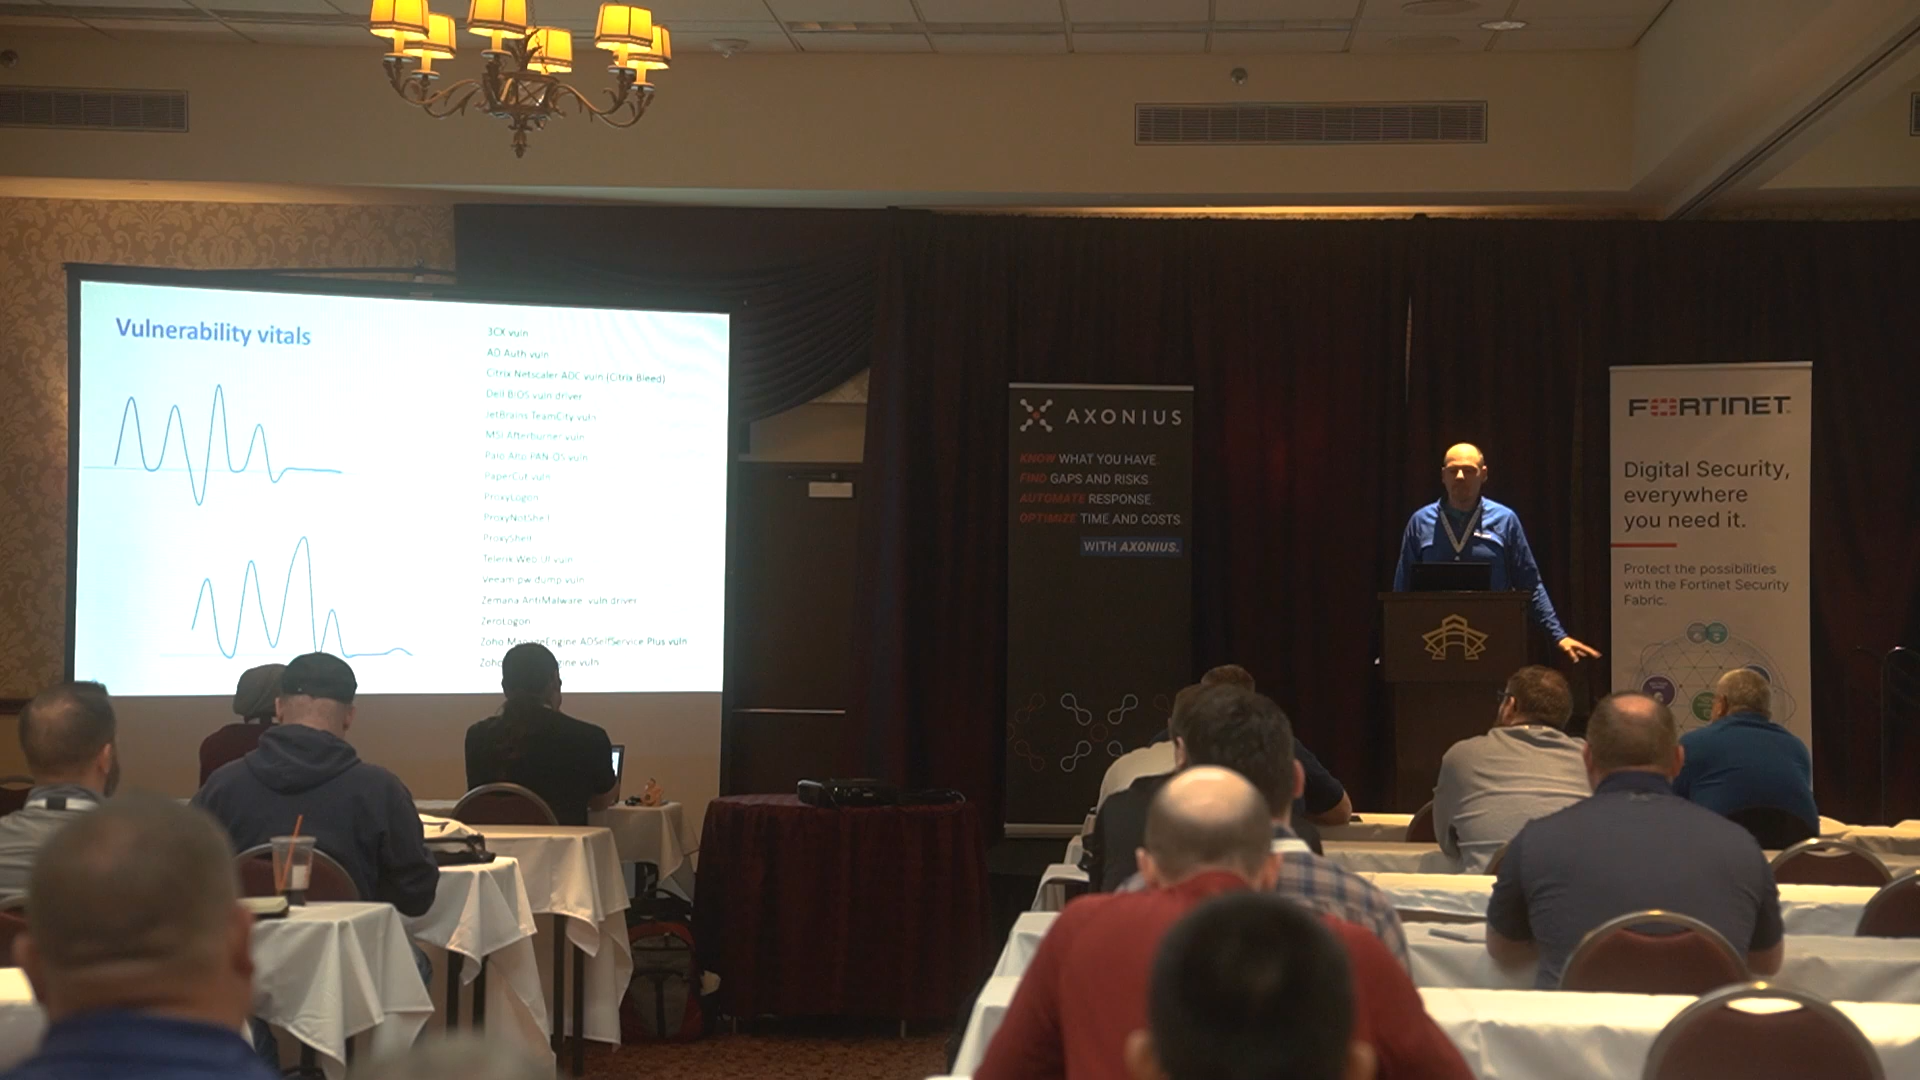 Vulnerability vitals
3CX vuln
AD Auth vuln
Citrix Netscaler ADC vuln (Citrix Bleed)
Dell BIOS vuln driver
JetBrains TeamCity vuln
MSI Afterburner vuln
Palo Alto PAN OS vuln
PaperCut vuln
ProxyLogon
ProxyNotShell
ProxyShell
Telerik Web UI vuln
Veeam pw dump vuln
Zemana AntiMalware vuln driver
ZeroLogon
Zoho ManageEngine ADSelfService Plus vuln
Zoho vuln
AXONIUS
KNOW WHAT YOU HAVE.
FIND GAPS AND RISKS.
AUTOMATE RESPONSE.
OPTIMIZE TIME AND COSTS
WITH AXONIUS.
FORTINET
Digital Security,
everywhere
you need it.
Protect the possibilities
with the Fortinet Security
Fabric.